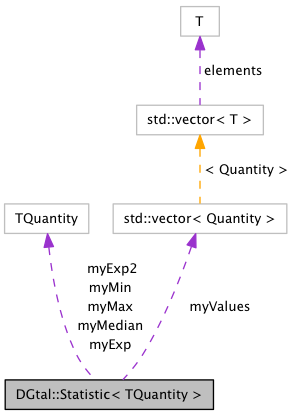 T
elements
std::vector< T >
< Quantity >
TQuantity
std::vector< Quantity >
myExp2
myMin
myMax
myMedian
myExp
myValues
DGtal::Statistic< TQuantity >